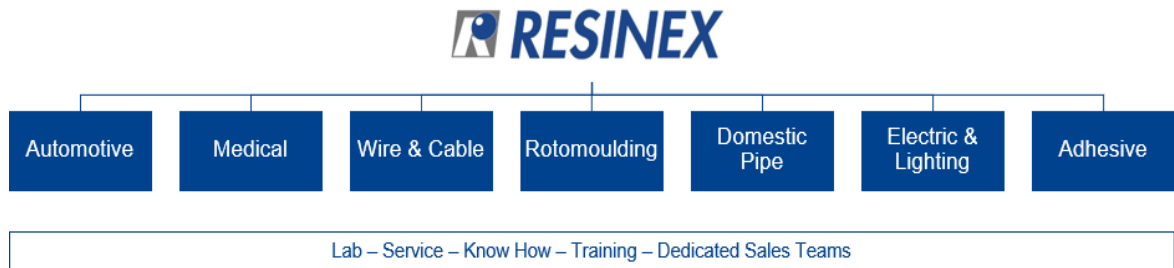 RESINEX
Automotive
Medical
Wire & Cable
Rotomoulding
Domestic
Pipe
Electric &
Lighting
Adhesive
Lab – Service – Know How – Training – Dedicated Sales Teams